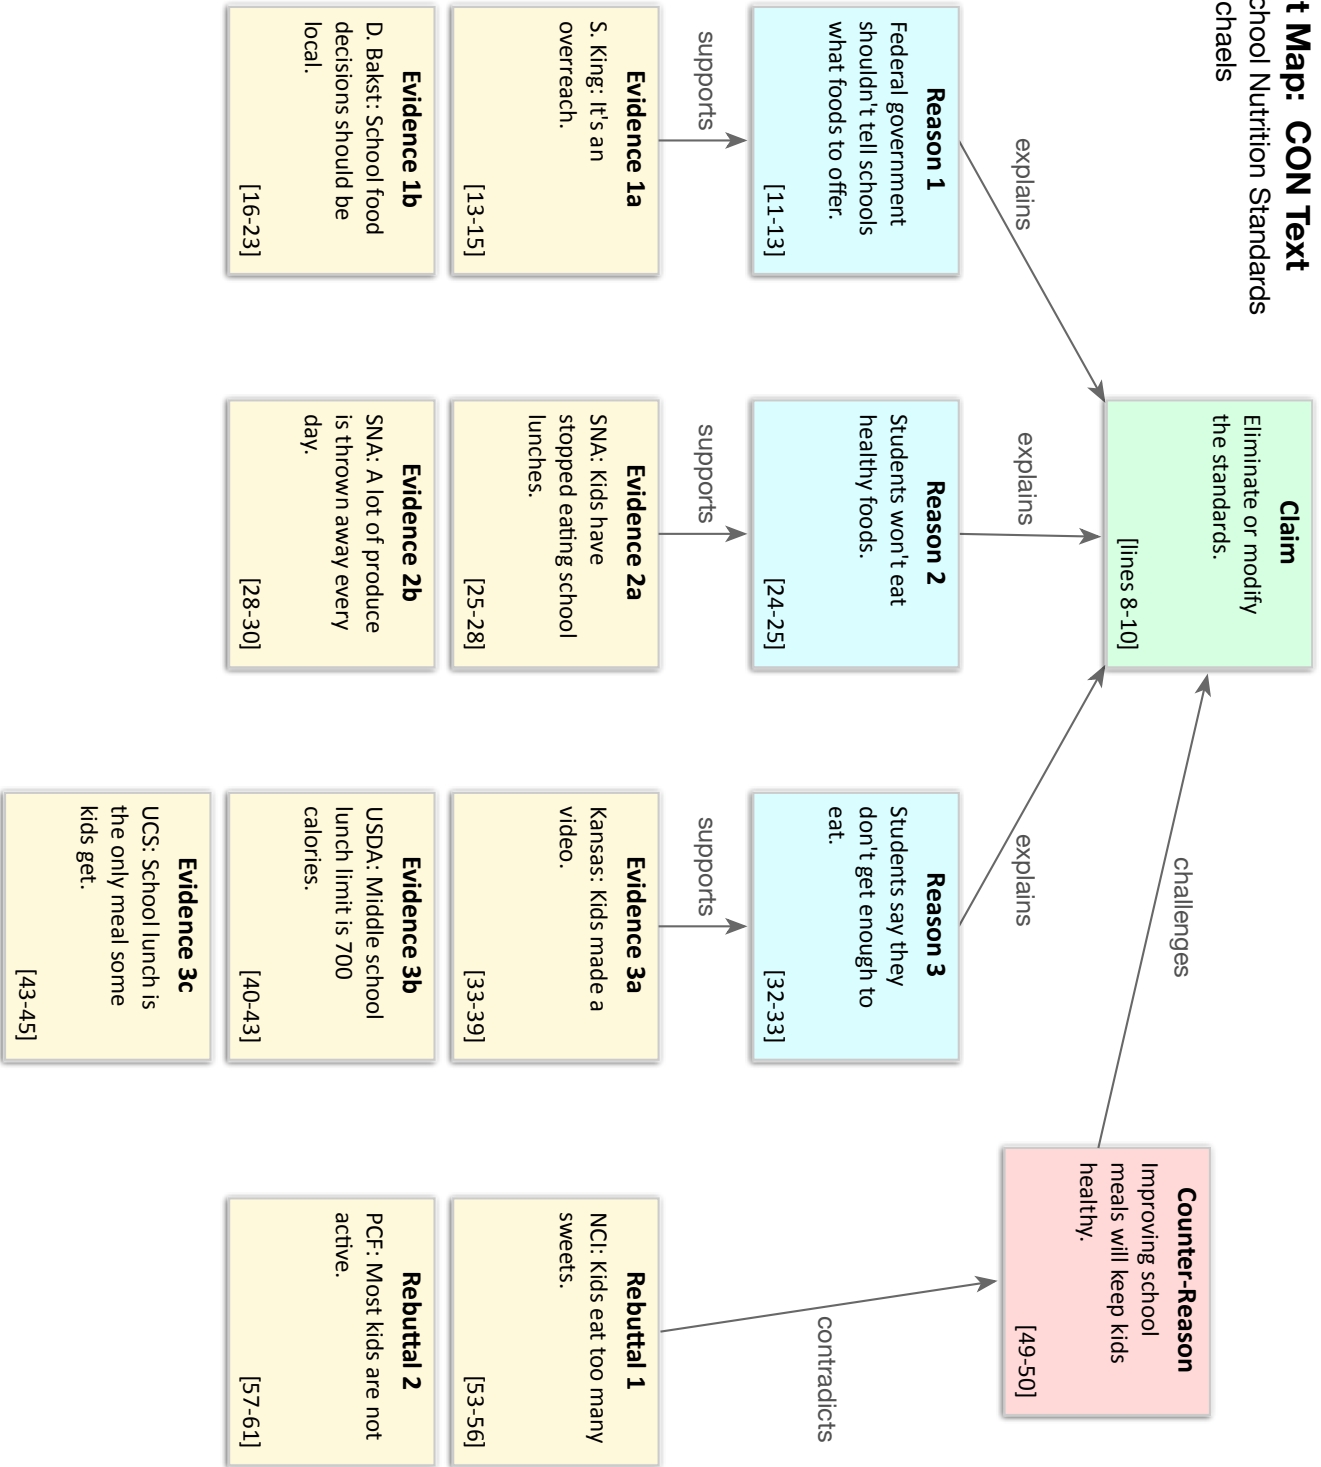 t Map:  CON Text
chool Nutrition Standards
chaels
Claim
Eliminate or modify
the standards.
[lines 8-10]
explains
explains
explains
challenges
Counter-Reason
Improving school
meals will keep kids
healthy.
[49-50]
Reason 1
Federal government
shouldn't tell schools
what foods to offer.
[11-13]
Reason 2
Students won't eat
healthy foods.
[24-25]
Reason 3
Students say they
don't get enough to
eat.
[32-33]
supports
supports
supports
contradicts
Evidence 1a
S. King: It's an
overreach.
[13-15]
Evidence 2a
SNA: Kids have
stopped eating school
lunches.
[25-28]
Evidence 3a
Kansas: Kids made a
video.
[33-39]
Rebuttal 1
NCI: Kids eat too many
sweets.
[53-56]
Evidence 1b
D. Bakst: School food
decisions should be
local.
[16-23]
Evidence 2b
SNA: A lot of produce
is thrown away every
day.
[28-30]
Evidence 3b
USDA: Middle school
lunch limit is 700
calories.
[40-43]
Rebuttal 2
PCF: Most kids are not
active.
[57-61]
Evidence 3c
UCS: School lunch is
the only meal some
kids get.
[43-45]